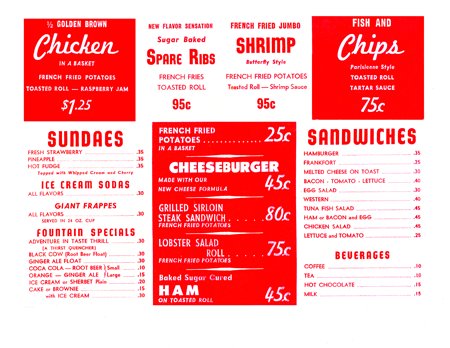 ½ GOLDEN BROWN
Chicken
IN A BASKET
FRENCH FRIED POTATOES
TOASTED ROLL — RASPBERRY JAM
$1.25
NEW FLAVOR SENSATION
Sugar Baked
SPARE RIBS
FRENCH FRIES
TOASTED ROLL
95c
FRENCH FRIED JUMBO
SHRIMP
Butterfly Style
FRENCH FRIED POTATOES
Toasted Roll — Shrimp Sauce
95c
FISH AND
Chips
Parisienne Style
TOASTED ROLL
TARTAR SAUCE
75c
SUNDAES
FRESH STRAWBERRY .35
PINEAPPLE .35
HOT FUDGE .35
Topped with Whipped Cream and Cherry
ICE CREAM SODAS
ALL FLAVORS .30
GIANT FRAPPES
ALL FLAVORS .35
SERVED IN 24 OZ. CUP
FOUNTAIN SPECIALS
ADVENTURE IN TASTE THRILL .30
(A THIRST QUENCHER)
BLACK COW (Root Beer Float) .30
GINGER ALE FLOAT .30
COCA COLA — ROOT BEER } Small .10
ORANGE — GINGER ALE } Large .15
ICE CREAM or SHERBET Plain .20
CAKE or BROWNIE .15
with ICE CREAM .30
FRENCH FRIED
POTATOES 25c
IN A BASKET
CHEESEBURGER
MADE WITH OUR
NEW CHEESE FORMULA 45c
GRILLED SIRLOIN
STEAK SANDWICH 80c
FRENCH FRIED POTATOES
LOBSTER SALAD
ROLL 75c
FRENCH FRIED POTATOES
Baked Sugar Cured
HAM
ON TOASTED ROLL 45c
SANDWICHES
HAMBURGER .35
FRANKFORT .25
MELTED CHEESE ON TOAST .30
BACON - TOMATO - LETTUCE .40
EGG SALAD .30
WESTERN .40
TUNA FISH SALAD .45
HAM or BACON and EGG .45
CHICKEN SALAD .45
LETTUCE and TOMATO .25
BEVERAGES
COFFEE .10
TEA .10
HOT CHOCOLATE .15
MILK .15